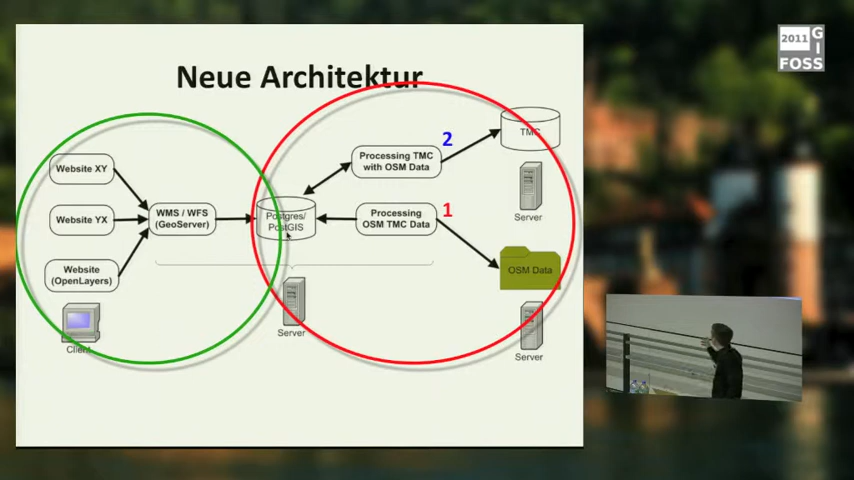 Neue Architektur
2
TMC
Processing TMC
with OSM Data
Website XY
Server
1
WMS / WFS
(GeoServer)
Postgres/
PostGIS
Processing
OSM TMC Data
Website YX
Website
(OpenLayers)
OSM Data
Client
Server
Server
2011
G
I
FOSS